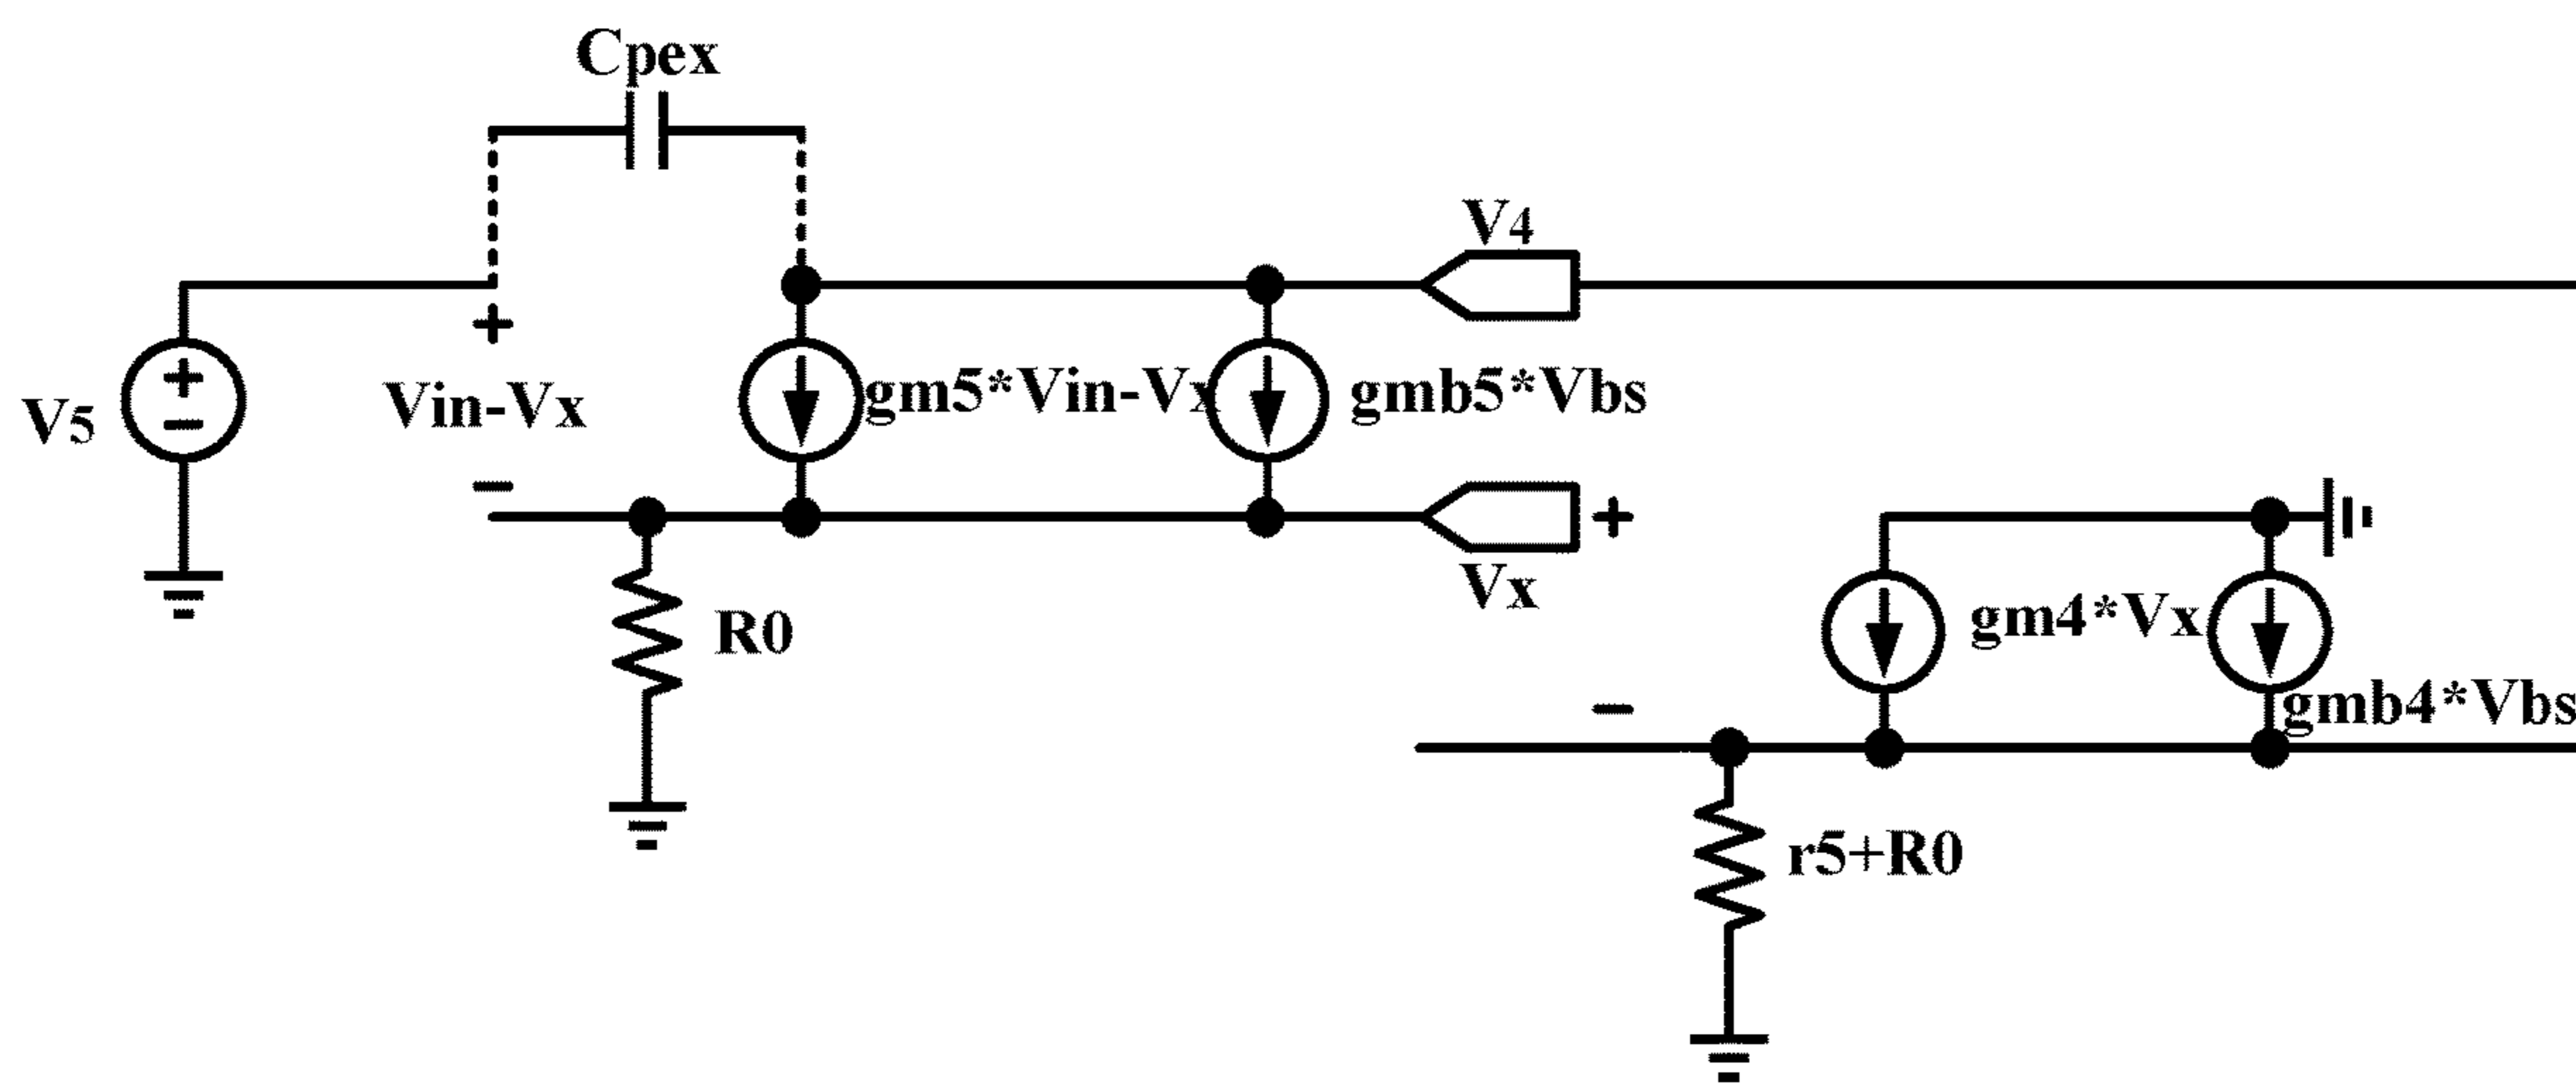 Cpex
V4
V5
Vin-Vx
gm5*Vin-Vx
gmb5*Vbs
Vx
R0
gm4*Vx
gmb4*Vbs
r5+R0